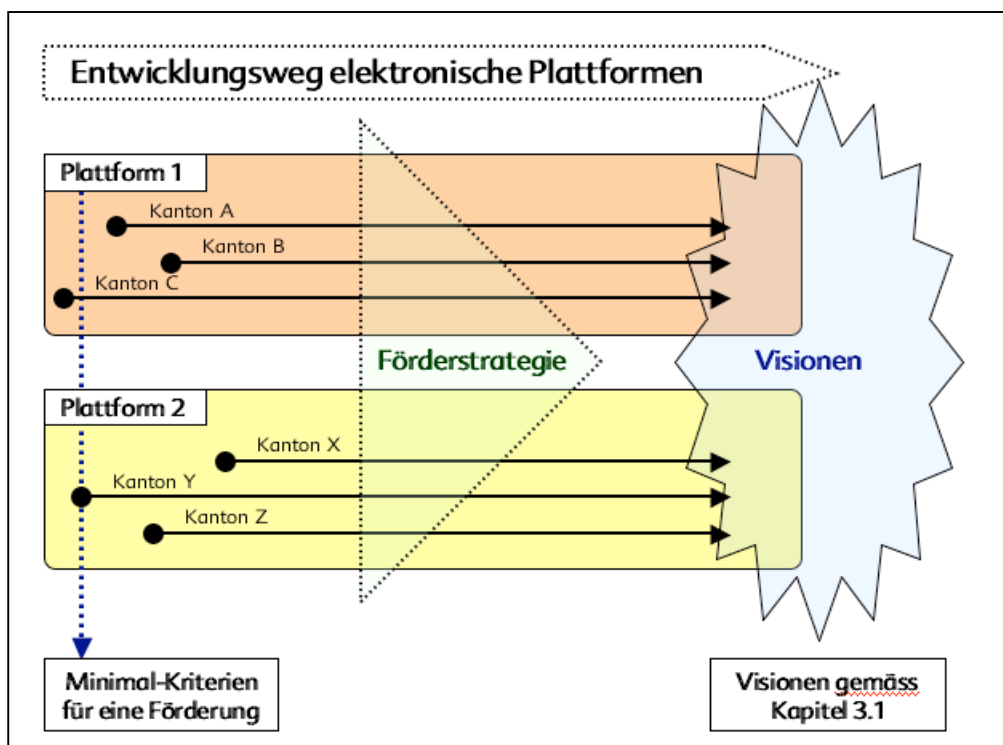 Entwicklungsweg elektronische Plattformen
Plattform 1
Kanton A
Kanton B
Kanton C
Förderstrategie
Visionen
Plattform 2
Kanton X
Kanton Y
Kanton Z
Minimal-Kriterien
für eine Förderung
Visionen gemäss
Kapitel 3.1